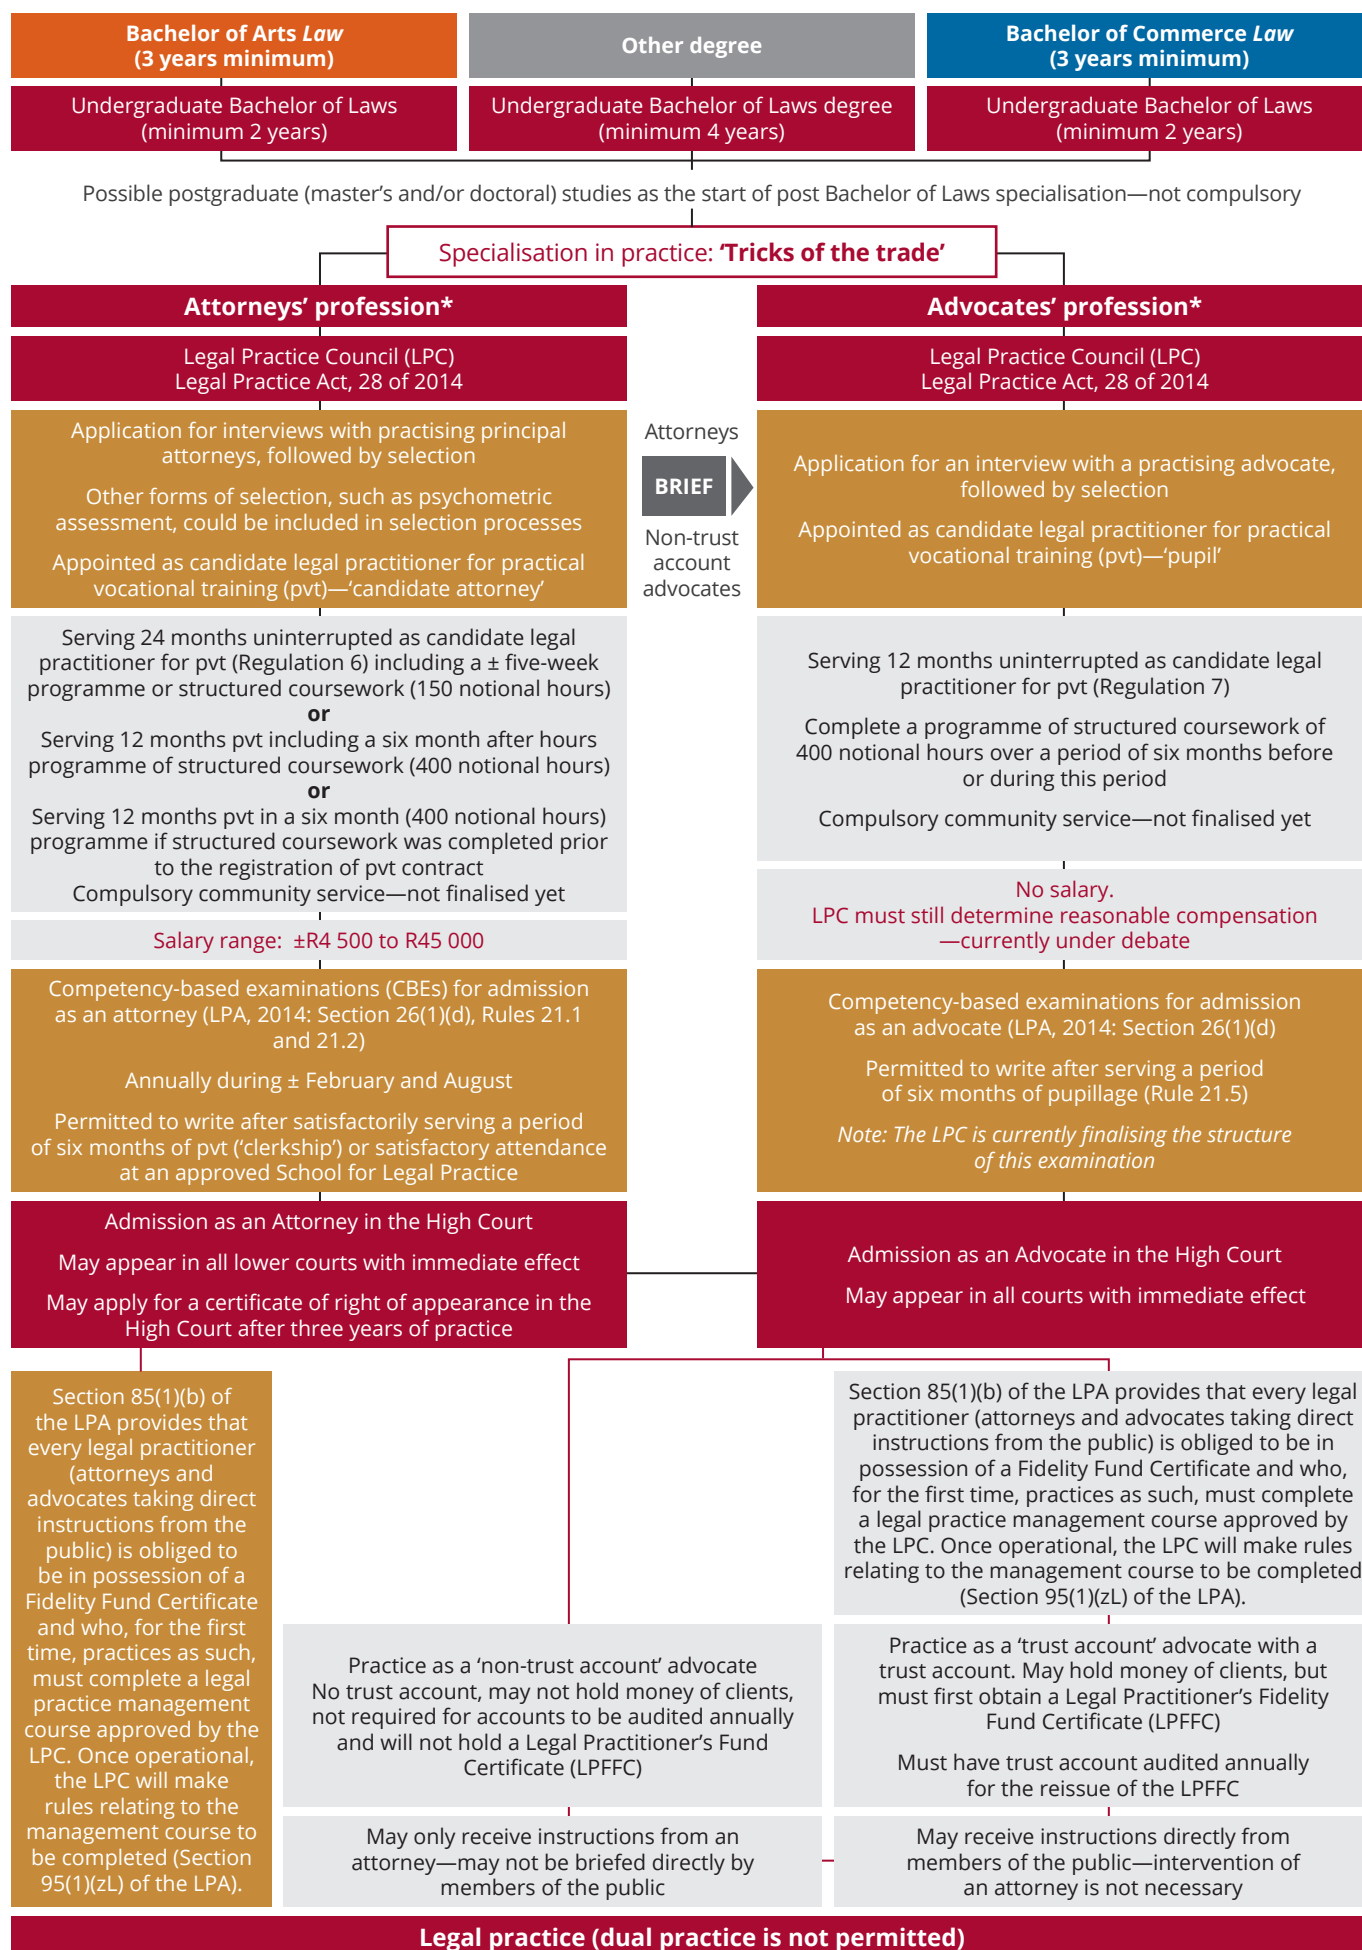 Bachelor of Arts Law
(3 years minimum)
Other degree
Bachelor of Commerce Law
(3 years minimum)
Undergraduate Bachelor of Laws
(minimum 2 years)
Undergraduate Bachelor of Laws degree
(minimum 4 years)
Undergraduate Bachelor of Laws
(minimum 2 years)
Possible postgraduate (master’s and/or doctoral) studies as the start of post Bachelor of Laws specialisation—not compulsory
Specialisation in practice: ‘Tricks of the trade’
Attorneys’ profession*
Legal Practice Council (LPC)
Legal Practice Act, 28 of 2014
Application for interviews with practising principal
attorneys, followed by selection
Other forms of selection, such as psychometric
assessment, could be included in selection processes
Appointed as candidate legal practitioner for practical
vocational training (pvt)—‘candidate attorney’
Serving 24 months uninterrupted as candidate legal
practitioner for pvt (Regulation 6) including a ± five-week
programme or structured coursework (150 notional hours)
or
Serving 12 months pvt including a six month after hours
programme of structured coursework (400 notional hours)
or
Serving 12 months pvt in a six month (400 notional hours)
programme if structured coursework was completed prior
to the registration of pvt contract
Compulsory community service—not finalised yet
Salary range: ±R4 500 to R45 000
Competency-based examinations (CBEs) for admission
as an attorney (LPA, 2014: Section 26(1)(d), Rules 21.1
and 21.2)
Annually during ± February and August
Permitted to write after satisfactorily serving a period
of six months of pvt (‘clerkship’) or satisfactory attendance
at an approved School for Legal Practice
Admission as an Attorney in the High Court
May appear in all lower courts with immediate effect
May apply for a certificate of right of appearance in the
High Court after three years of practice
Attorneys
BRIEF
Non-trust
account
advocates
Advocates’ profession*
Legal Practice Council (LPC)
Legal Practice Act, 28 of 2014
Application for an interview with a practising advocate,
followed by selection
Appointed as candidate legal practitioner for practical
vocational training (pvt)—‘pupil’
Serving 12 months uninterrupted as candidate legal
practitioner for pvt (Regulation 7)
Complete a programme of structured coursework of
400 notional hours over a period of six months before
or during this period
Compulsory community service—not finalised yet
No salary.
LPC must still determine reasonable compensation
—currently under debate
Competency-based examinations for admission
as an advocate (LPA, 2014: Section 26(1)(d)
Permitted to write after serving a period
of six months of pupillage (Rule 21.5)
Note: The LPC is currently finalising the structure
of this examination
Admission as an Advocate in the High Court
May appear in all courts with immediate effect
Section 85(1)(b) of
the LPA provides that
every legal practitioner
(attorneys and
advocates taking direct
instructions from the
public) is obliged to
be in possession of a
Fidelity Fund Certificate
and who, for the first
time, practices as such,
must complete a legal
practice management
course approved by the
LPC. Once operational,
the LPC will make
rules relating to the
management course to
be completed (Section
95(1)(zL) of the LPA).
Practice as a ‘non-trust account’ advocate
No trust account, may not hold money of clients,
not required for accounts to be audited annually
and will not hold a Legal Practitioner’s Fund
Certificate (LPFFC)
May only receive instructions from an
attorney—may not be briefed directly by
members of the public
Section 85(1)(b) of the LPA provides that every legal
practitioner (attorneys and advocates taking direct
instructions from the public) is obliged to be in
possession of a Fidelity Fund Certificate and who,
for the first time, practices as such, must complete
a legal practice management course approved by
the LPC. Once operational, the LPC will make rules
relating to the management course to be completed
(Section 95(1)(zL) of the LPA).
Practice as a ‘trust account’ advocate with a
trust account. May hold money of clients, but
must first obtain a Legal Practitioner’s Fidelity
Fund Certificate (LPFFC)
Must have trust account audited annually
for the reissue of the LPFFC
May receive instructions directly from
members of the public—intervention of
an attorney is not necessary
Legal practice (dual practice is not permitted)